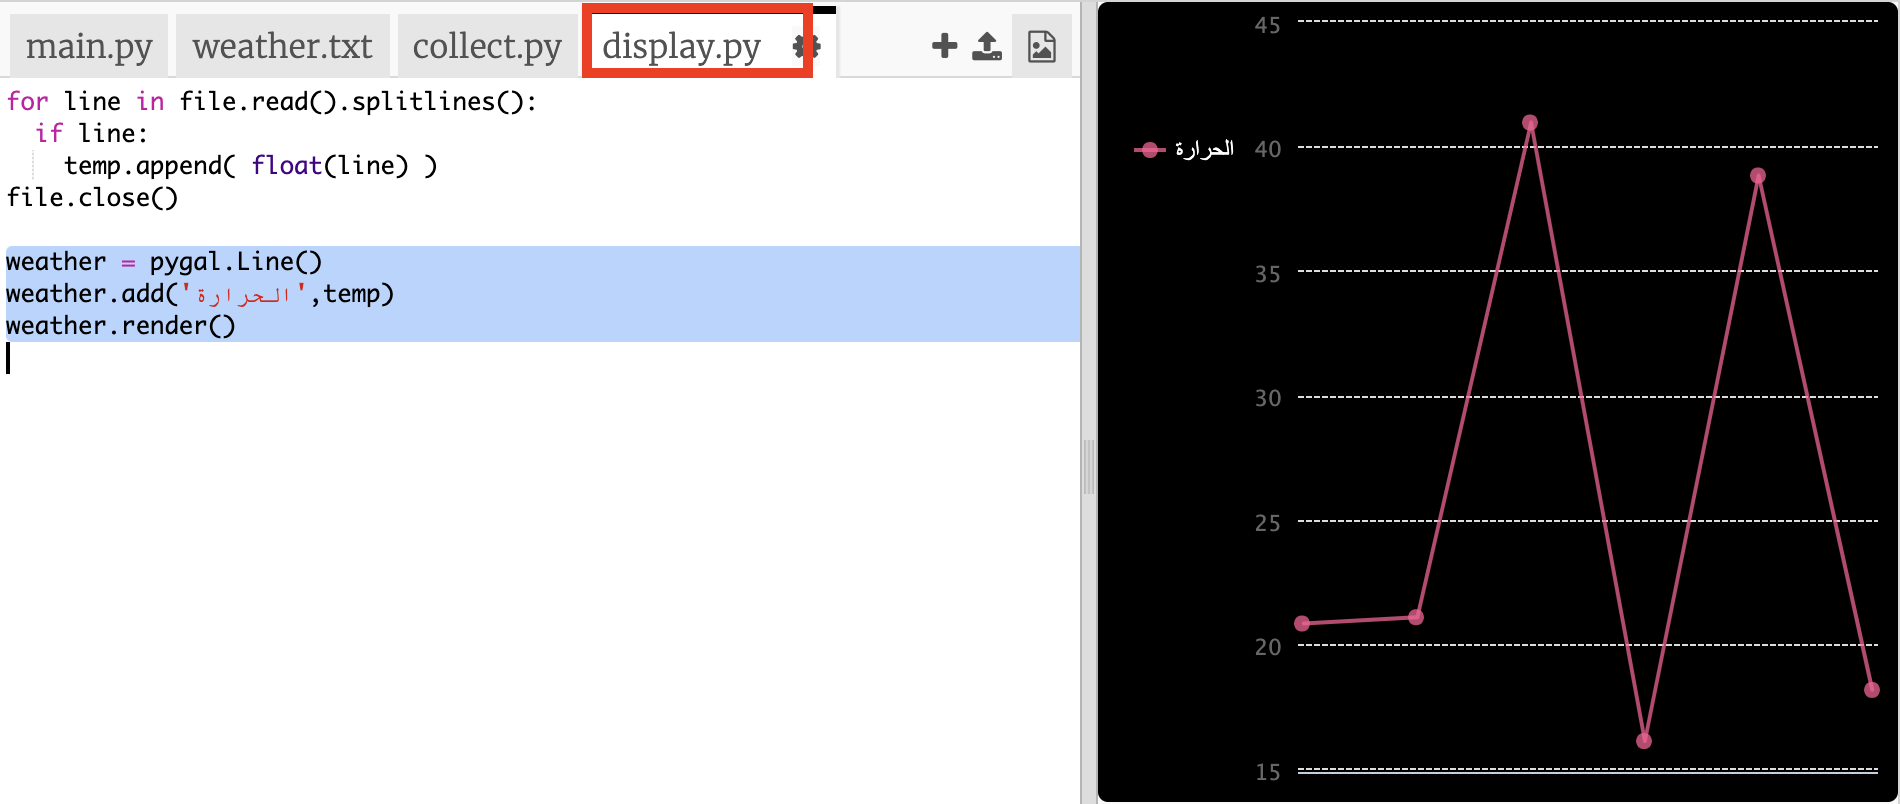 main.py weather.txt collect.py display.py
for line in file.read().splitlines():
  if line:
    temp.append( float(line) )
file.close()
weather = pygal.Line()
weather.add('الحرارة',temp)
weather.render()
الحرارة
45
40
35
30
25
20
15